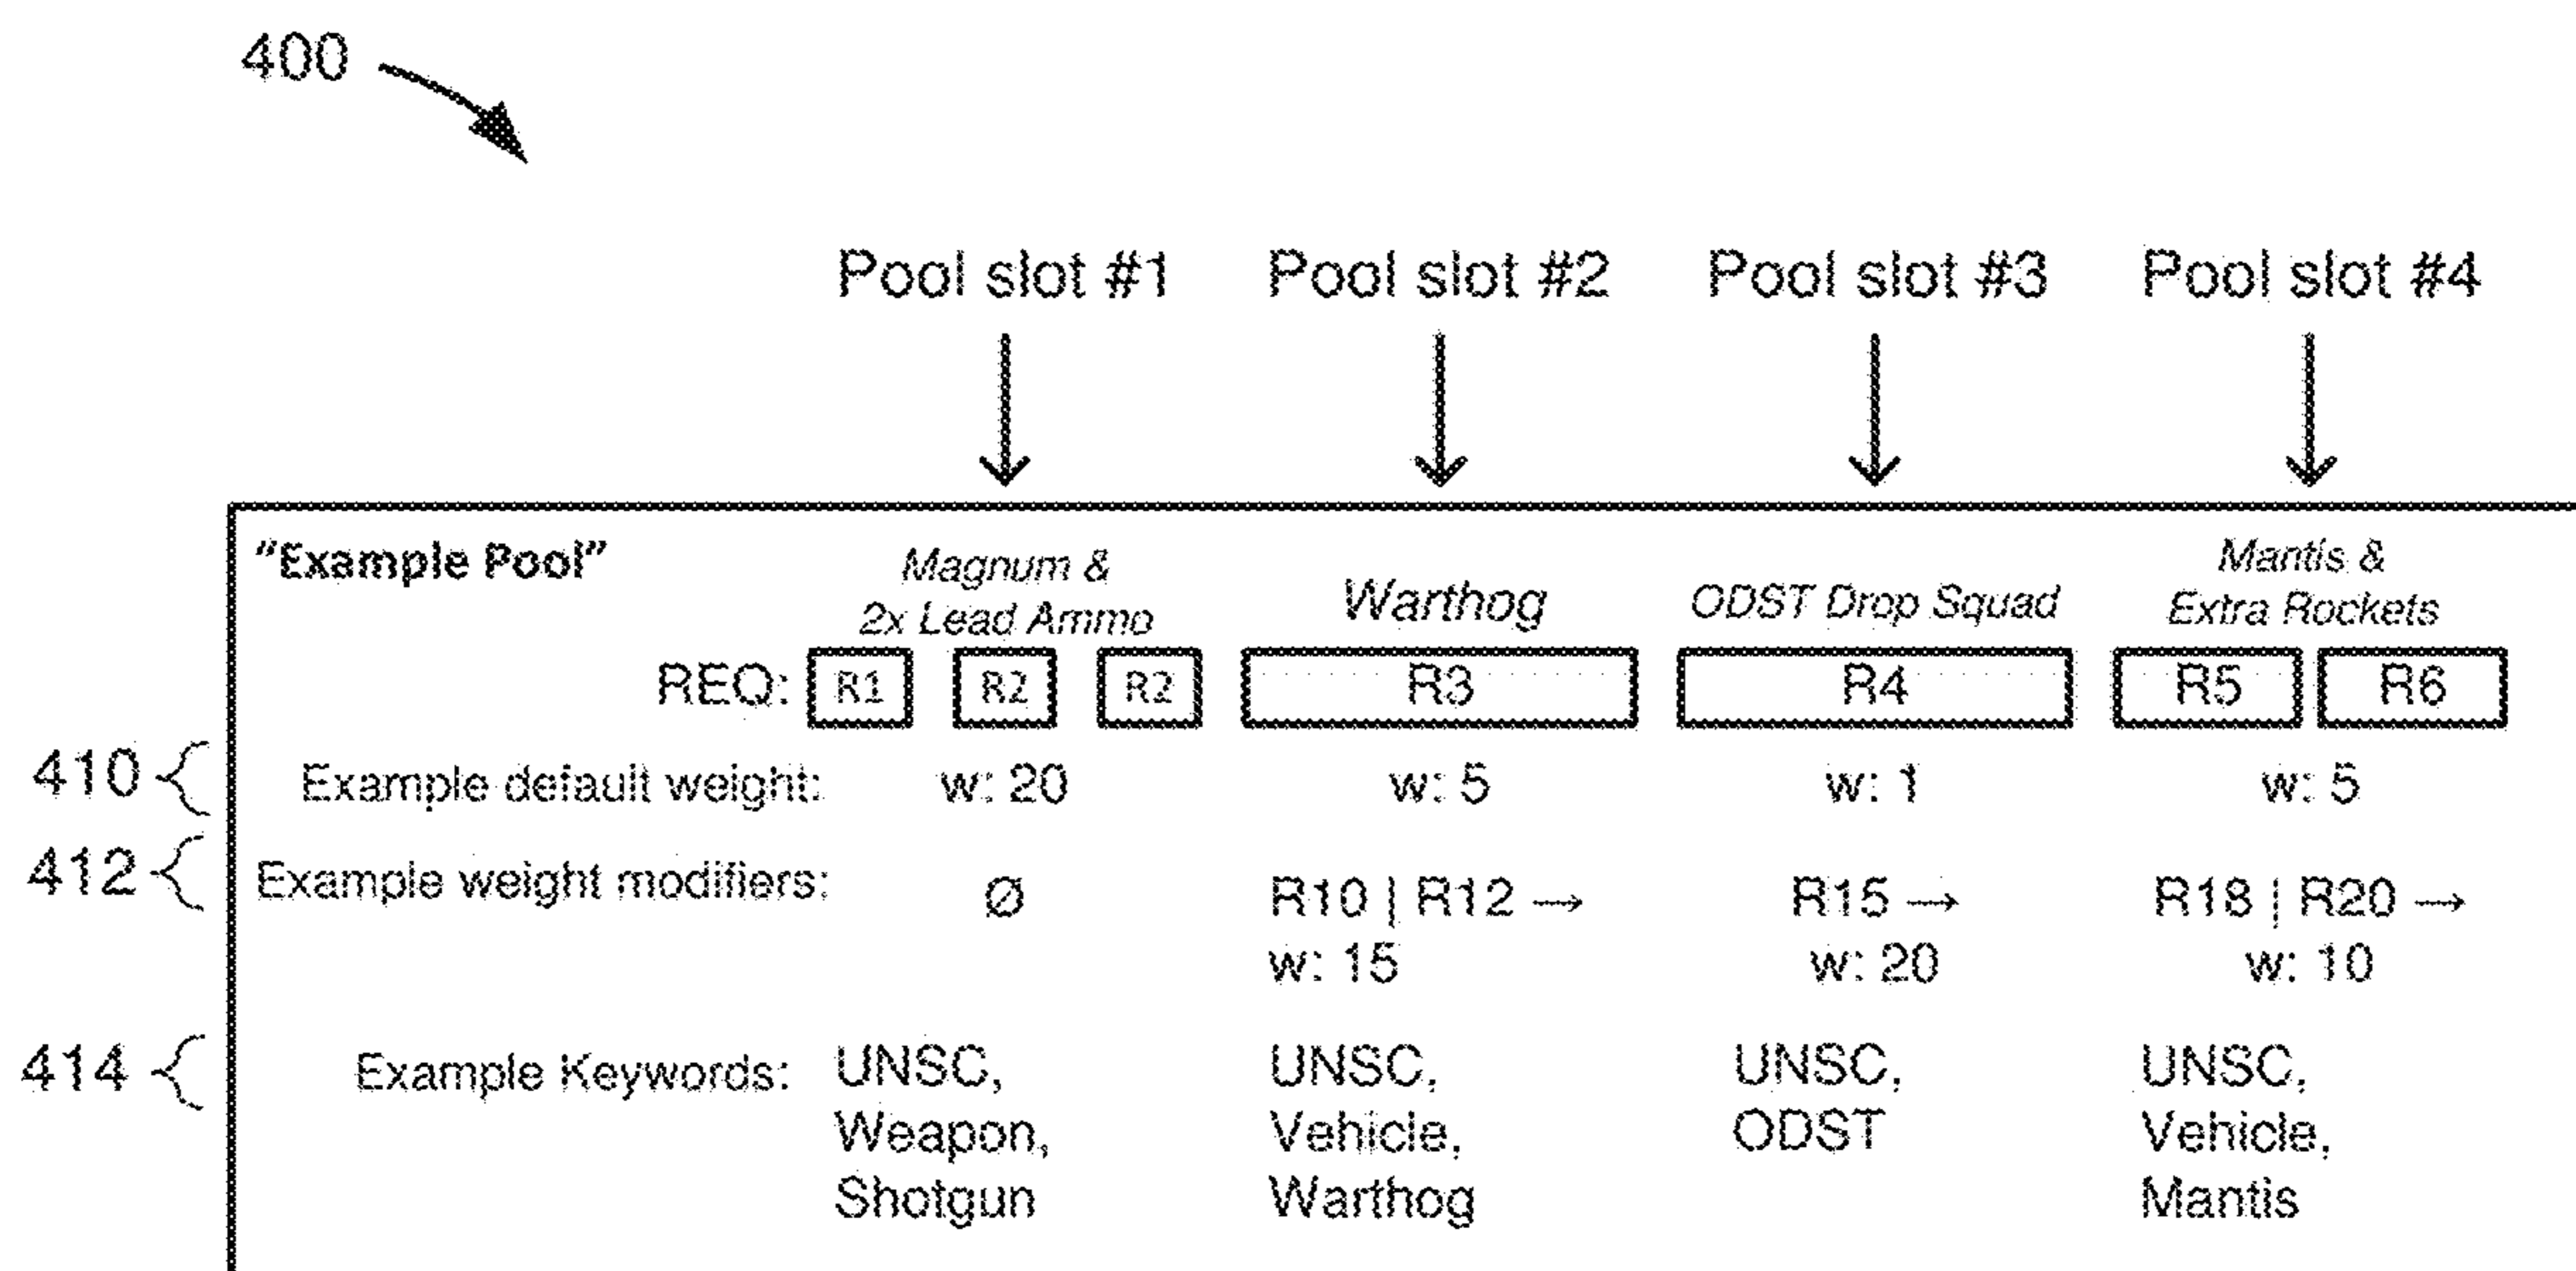 400
Pool slot #1 Pool slot #2 Pool slot #3 Pool slot #4
"Example Pool"
Magnum &
2x Lead Ammo
Warthog
ODST Drop Squad
Mantis &
Extra Rockets
REQ: R1 R2 R2 R3 R4 R5 R6
410 Example default weight: w: 20 w: 5 w: 1 w: 5
412 Example weight modifiers: Ø R10 | R12 → R15 → R18 | R20 →
w: 15 w: 20 w: 10
414 Example Keywords: UNSC, UNSC, UNSC, UNSC,
Weapon, Vehicle, ODST Vehicle,
Shotgun Warthog Mantis